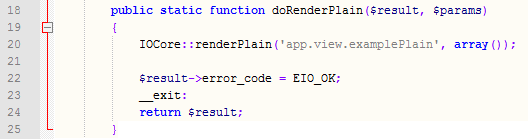 18 public static function doRenderPlain($result, $params)
19 {
20 IOCore::renderPlain('app.view.examplePlain', array());
21
22 $result->error_code = EIO_OK;
23 __exit:
24 return $result;
25 }